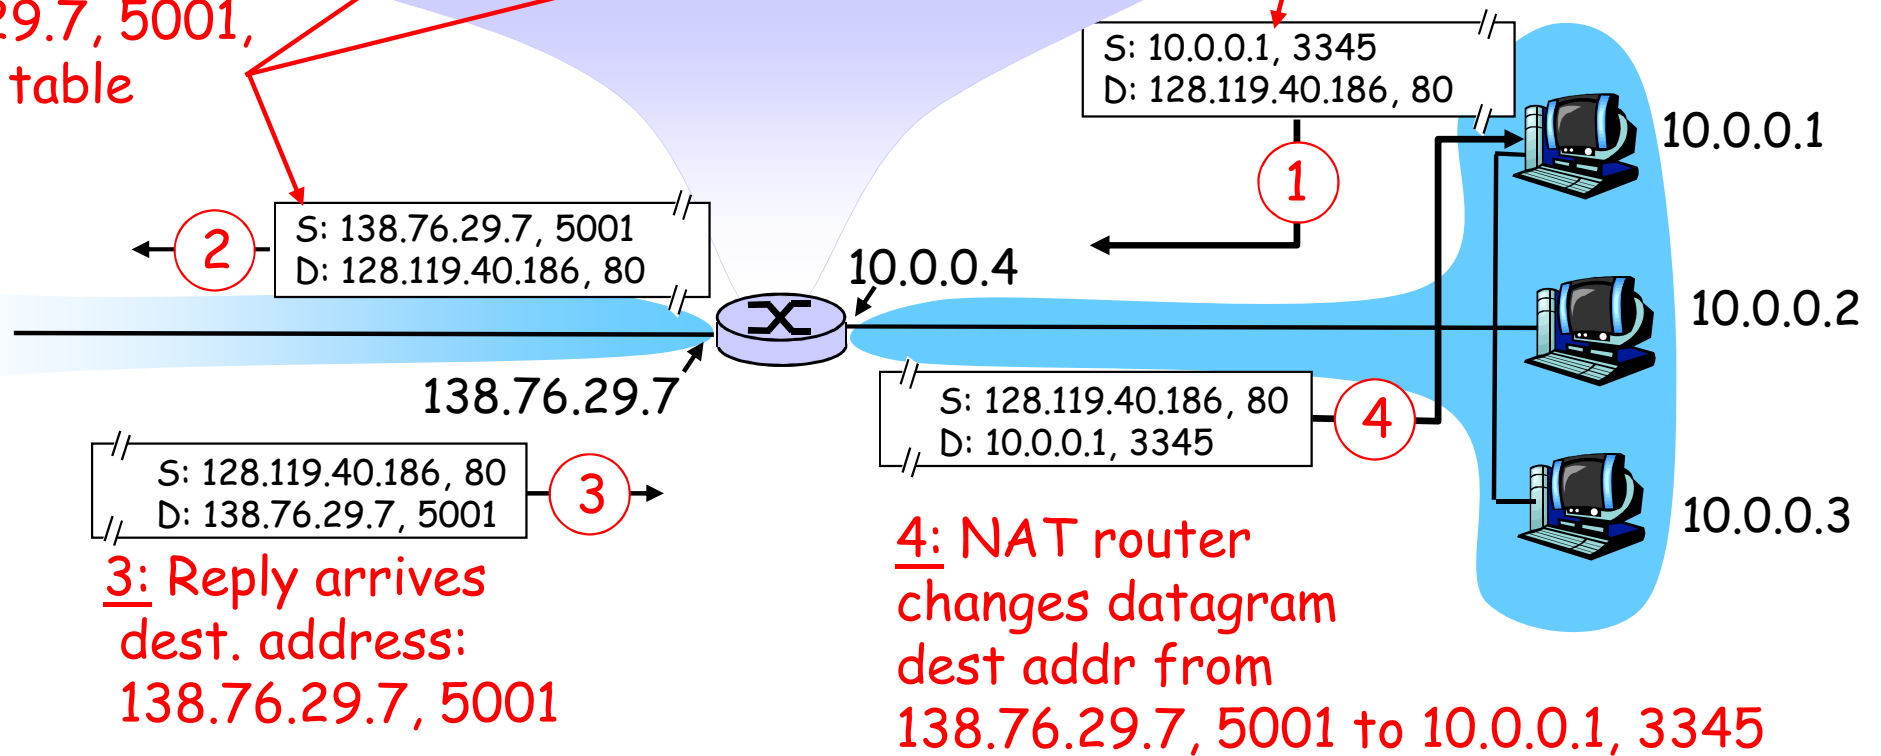 29.7, 5001,
table
S: 10.0.0.1, 3345
D: 128.119.40.186, 80
10.0.0.1
1
S: 138.76.29.7, 5001
D: 128.119.40.186, 80
2
10.0.0.4
10.0.0.2
138.76.29.7
S: 128.119.40.186, 80
D: 10.0.0.1, 3345
4
S: 128.119.40.186, 80
D: 138.76.29.7, 5001
3
10.0.0.3
3: Reply arrives
dest. address:
138.76.29.7, 5001
4: NAT router
changes datagram
dest addr from
138.76.29.7, 5001 to 10.0.0.1, 3345